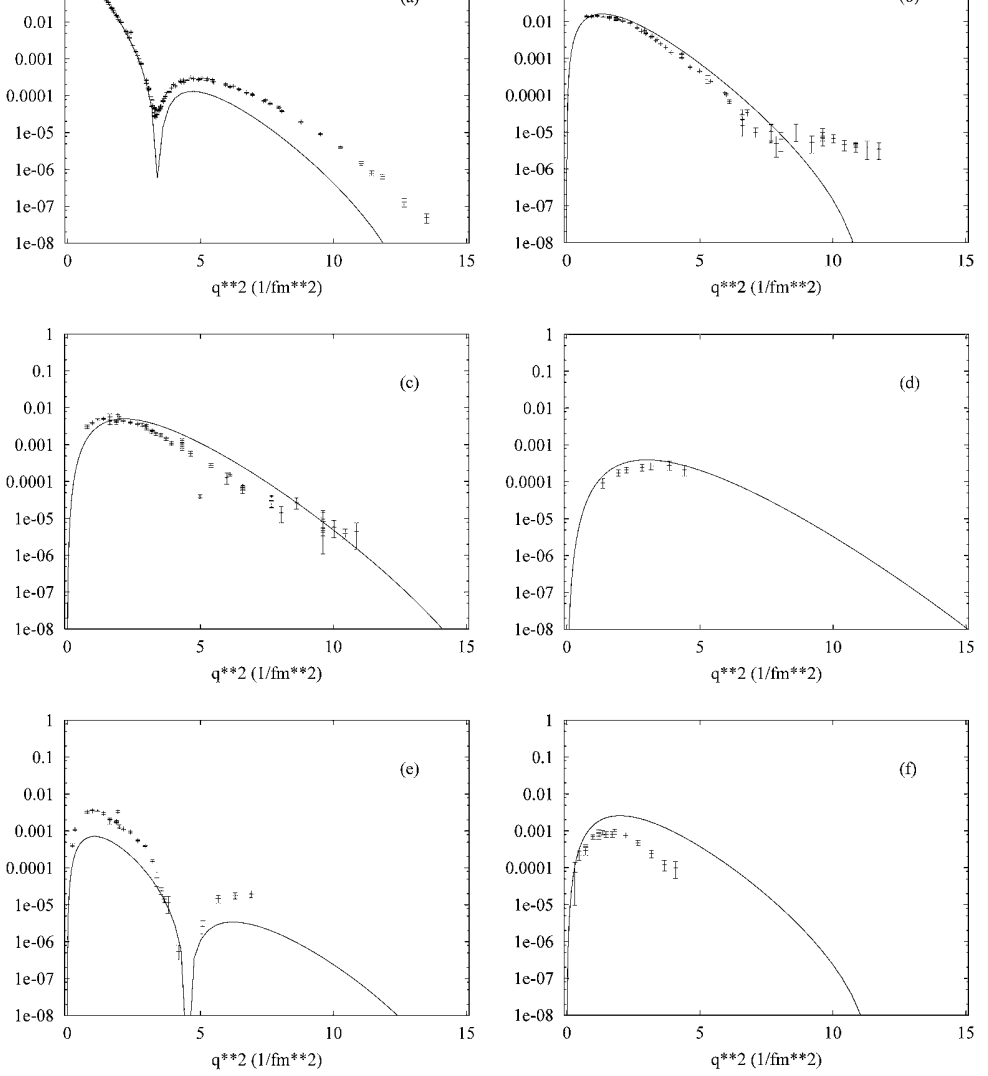 (a)
(b)
0.01
0.001
0.0001
1e-05
1e-06
1e-07
1e-08
0 5 10 15
q**2 (1/fm**2)
0.01
0.001
0.0001
1e-05
1e-06
1e-07
1e-08
0 5 10 15
q**2 (1/fm**2)
(c)
1
0.1
0.01
0.001
0.0001
1e-05
1e-06
1e-07
1e-08
0 5 10 15
q**2 (1/fm**2)
(d)
1
0.1
0.01
0.001
0.0001
1e-05
1e-06
1e-07
1e-08
0 5 10 15
q**2 (1/fm**2)
(e)
1
0.1
0.01
0.001
0.0001
1e-05
1e-06
1e-07
1e-08
0 5 10 15
q**2 (1/fm**2)
(f)
1
0.1
0.01
0.001
0.0001
1e-05
1e-06
1e-07
1e-08
0 5 10 15
q**2 (1/fm**2)